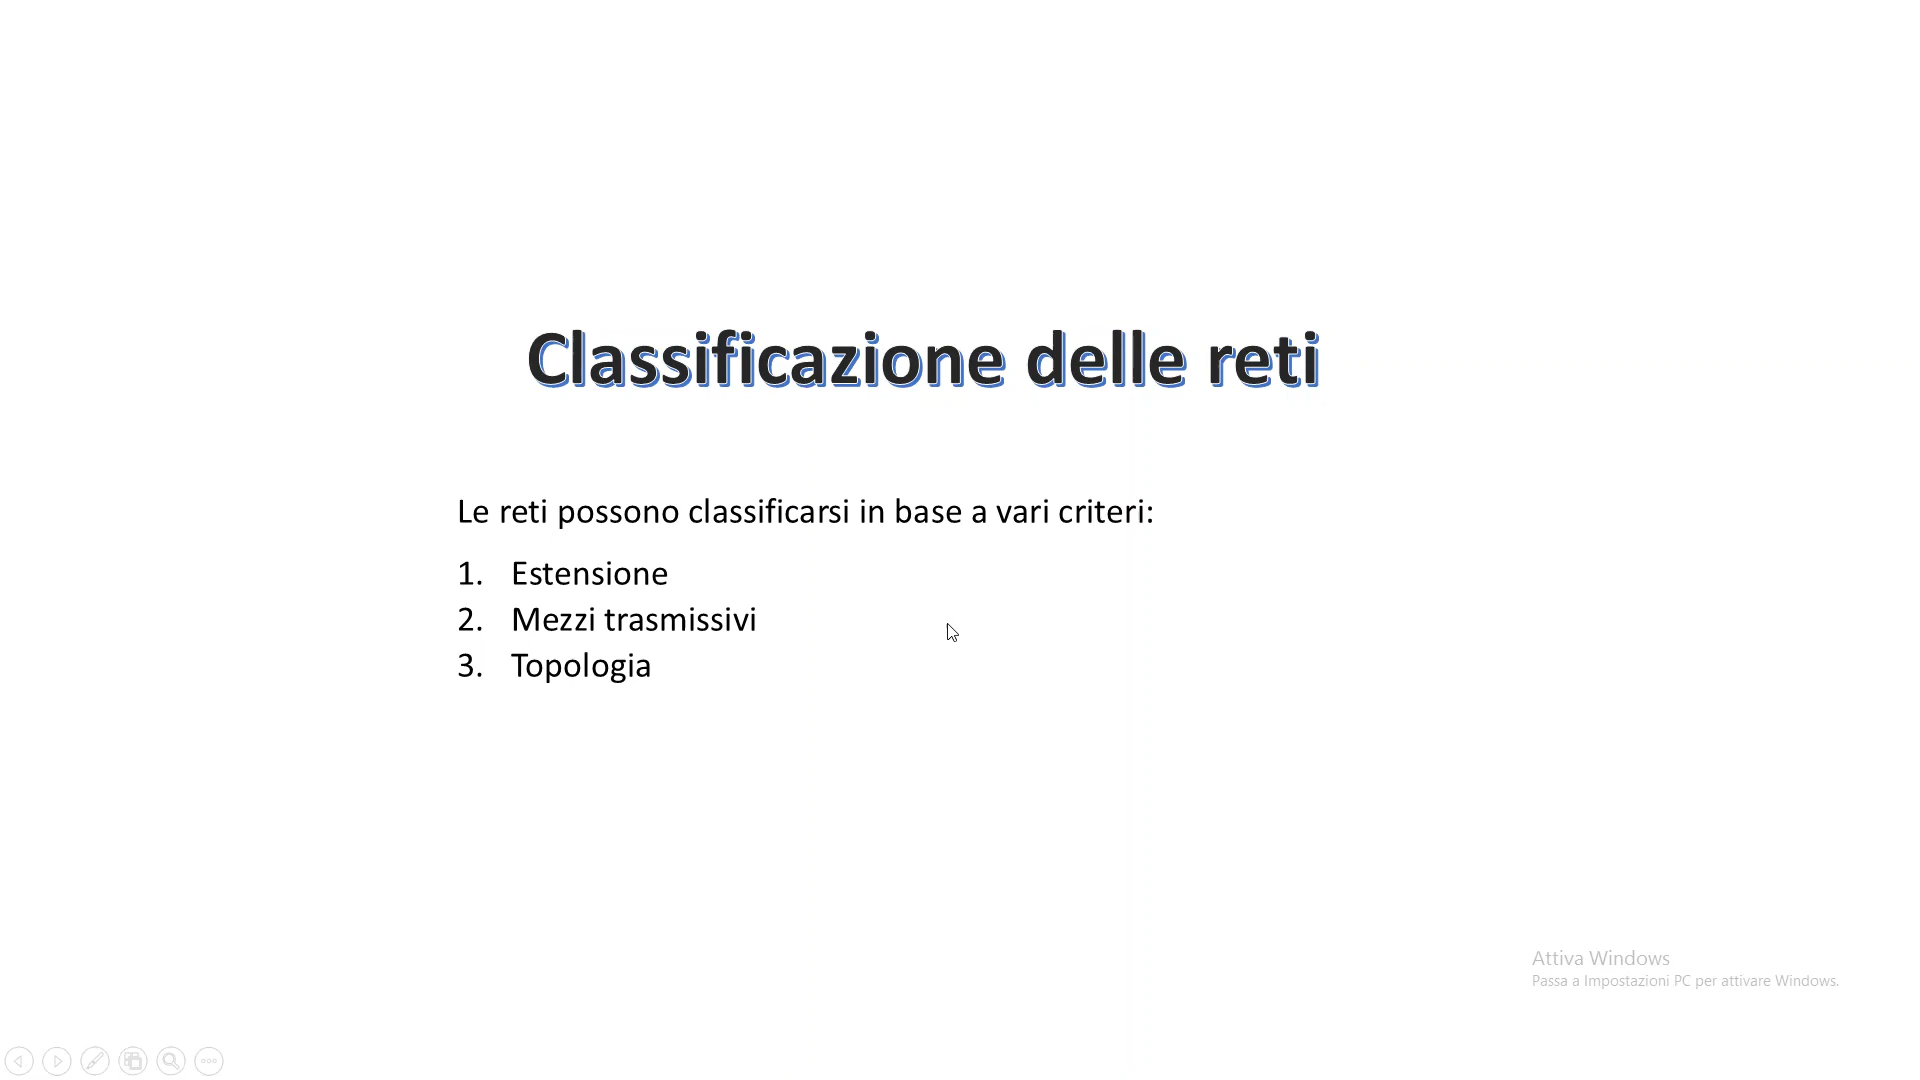 Classificazione delle reti
Le reti possono classificarsi in base a vari criteri:
1. Estensione
2. Mezzi trasmissivi
3. Topologia
Attiva Windows
Passa a Impostazioni PC per attivare Windows.